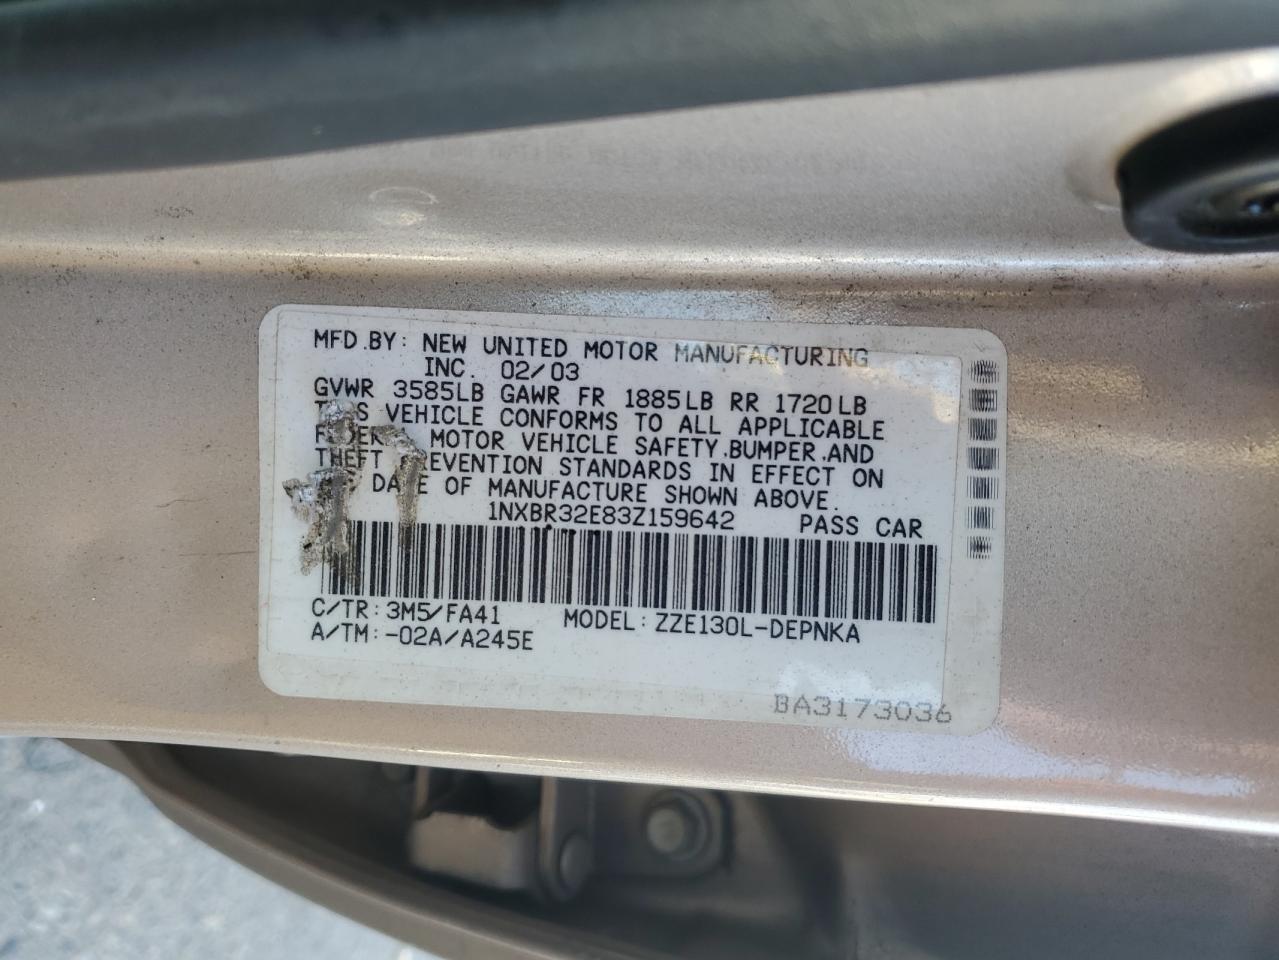 MFD.BY: NEW UNITED MOTOR MANUFACTURING
INC. 02/03
GVWR 3585LB GAWR FR 1885LB RR 1720LB
VEHICLE CONFORMS TO ALL APPLICABLE
MOTOR VEHICLE SAFETY,BUMPER,AND
THEFT STANDARDS IN EFFECT ON
DATE OF MANUFACTURE SHOWN ABOVE.
1NXBR32E83Z159642 PASS CAR
C/TR: 3M5/FA41 MODEL: ZZE130L-DEPNKA
A/TM: -02A/A245E
BA3173036